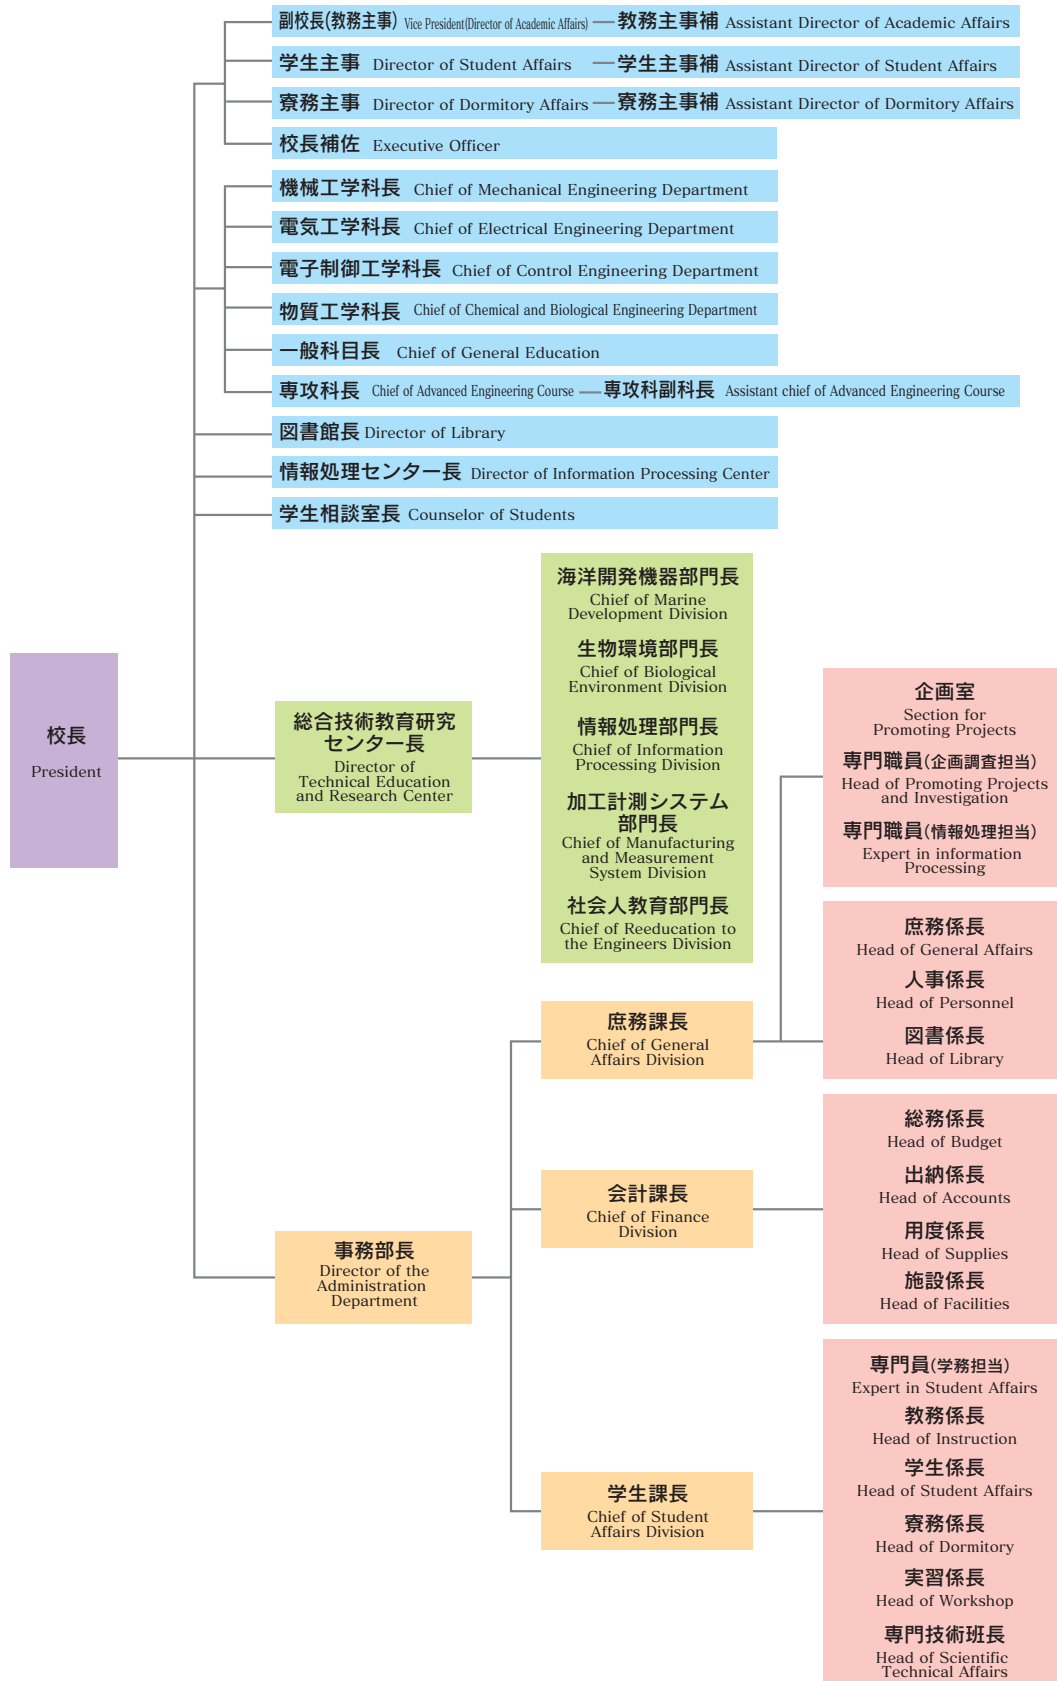 副校長(教務主事) Vice President(Director of Academic Affairs) 教務主事補 Assistant Director of Academic Affairs
学生主事 Director of Student Affairs 学生主事補 Assistant Director of Student Affairs
寮務主事 Director of Dormitory Affairs 寮務主事補 Assistant Director of Dormitory Affairs
校長補佐 Executive Officer
機械工学科長 Chief of Mechanical Engineering Department
電気工学科長 Chief of Electrical Engineering Department
電子制御工学科長 Chief of Control Engineering Department
物質工学科長 Chief of Chemical and Biological Engineering Department
一般科目長 Chief of General Education
専攻科長 Chief of Advanced Engineering Course 専攻科副科長 Assistant chief of Advanced Engineering Course
図書館長 Director of Library
情報処理センター長 Director of Information Processing Center
学生相談室長 Counselor of Students
校長
President
総合技術教育研究
センター長
Director of
Technical Education
and Research Center
海洋開発機器部門長
Chief of Marine
Development Division
生物環境部門長
Chief of Biological
Environment Division
情報処理部門長
Chief of Information
Processing Division
加工計測システム
部門長
Chief of Manufacturing
and Measurement
System Division
社会人教育部門長
Chief of Reeducation to
the Engineers Division
事務部長
Director of the
Administration
Department
庶務課長
Chief of General
Affairs Division
企画室
Section for
Promoting Projects
専門職員(企画調査担当)
Head of Promoting Projects
and Investigation
専門職員(情報処理担当)
Expert in information
Processing
庶務係長
Head of General Affairs
人事係長
Head of Personnel
図書係長
Head of Library
会計課長
Chief of Finance
Division
総務係長
Head of Budget
出納係長
Head of Accounts
用度係長
Head of Supplies
施設係長
Head of Facilities
学生課長
Chief of Student
Affairs Division
専門員(学務担当)
Expert in Student Affairs
教務係長
Head of Instruction
学生係長
Head of Student Affairs
寮務係長
Head of Dormitory
実習係長
Head of Workshop
専門技術班長
Head of Scientific
Technical Affairs